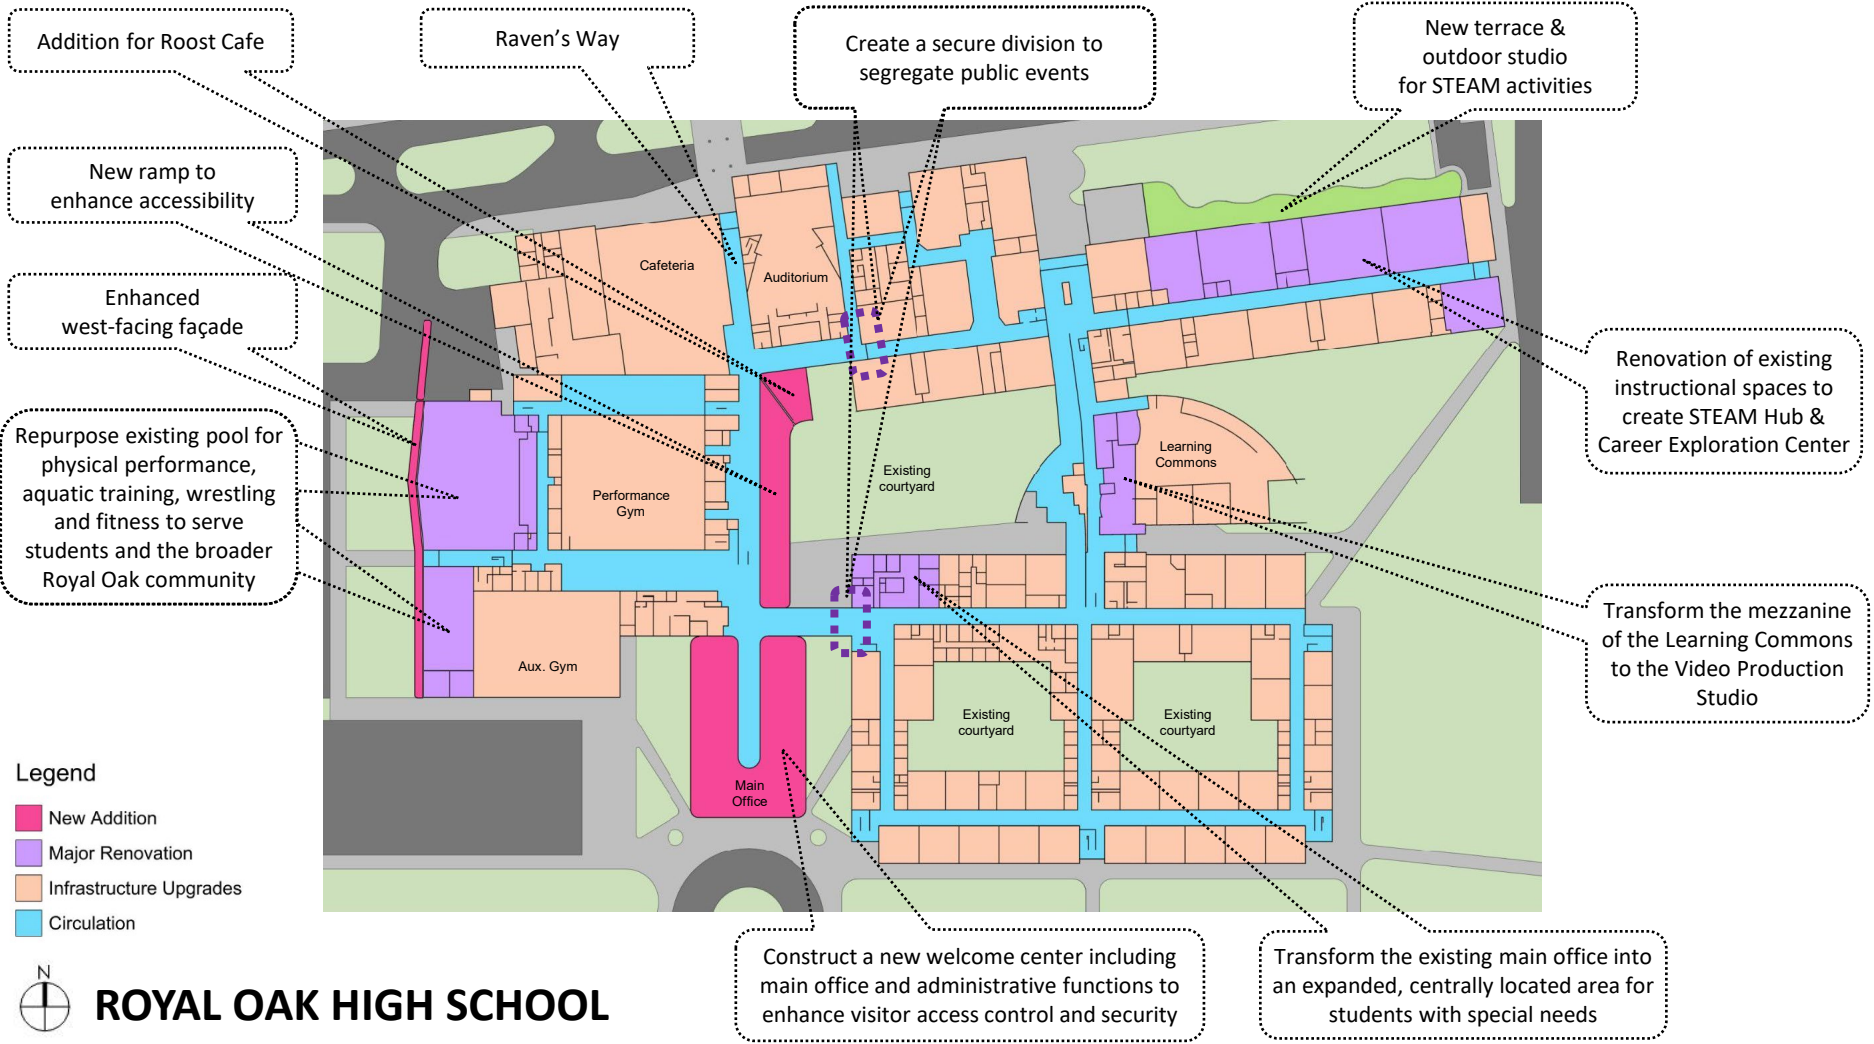 Addition for Roost Cafe
Raven's Way
Create a secure division to
segregate public events
New terrace &
outdoor studio
for STEAM activities
New ramp to
enhance accessibility
Enhanced
west-facing façade
Repurpose existing pool for
physical performance,
aquatic training, wrestling
and fitness to serve
students and the broader
Royal Oak community
Cafeteria
Auditorium
Renovation of existing
instructional spaces to
create STEAM Hub &
Career Exploration Center
Learning
Commons
Existing
courtyard
Performance
Gym
Transform the mezzanine
of the Learning Commons
to the Video Production
Studio
Aux. Gym
Existing
courtyard
Existing
courtyard
Main
Office
Legend
New Addition
Major Renovation
Infrastructure Upgrades
Circulation
N
ROYAL OAK HIGH SCHOOL
Construct a new welcome center including
main office and administrative functions to
enhance visitor access control and security
Transform the existing main office into
an expanded, centrally located area for
students with special needs